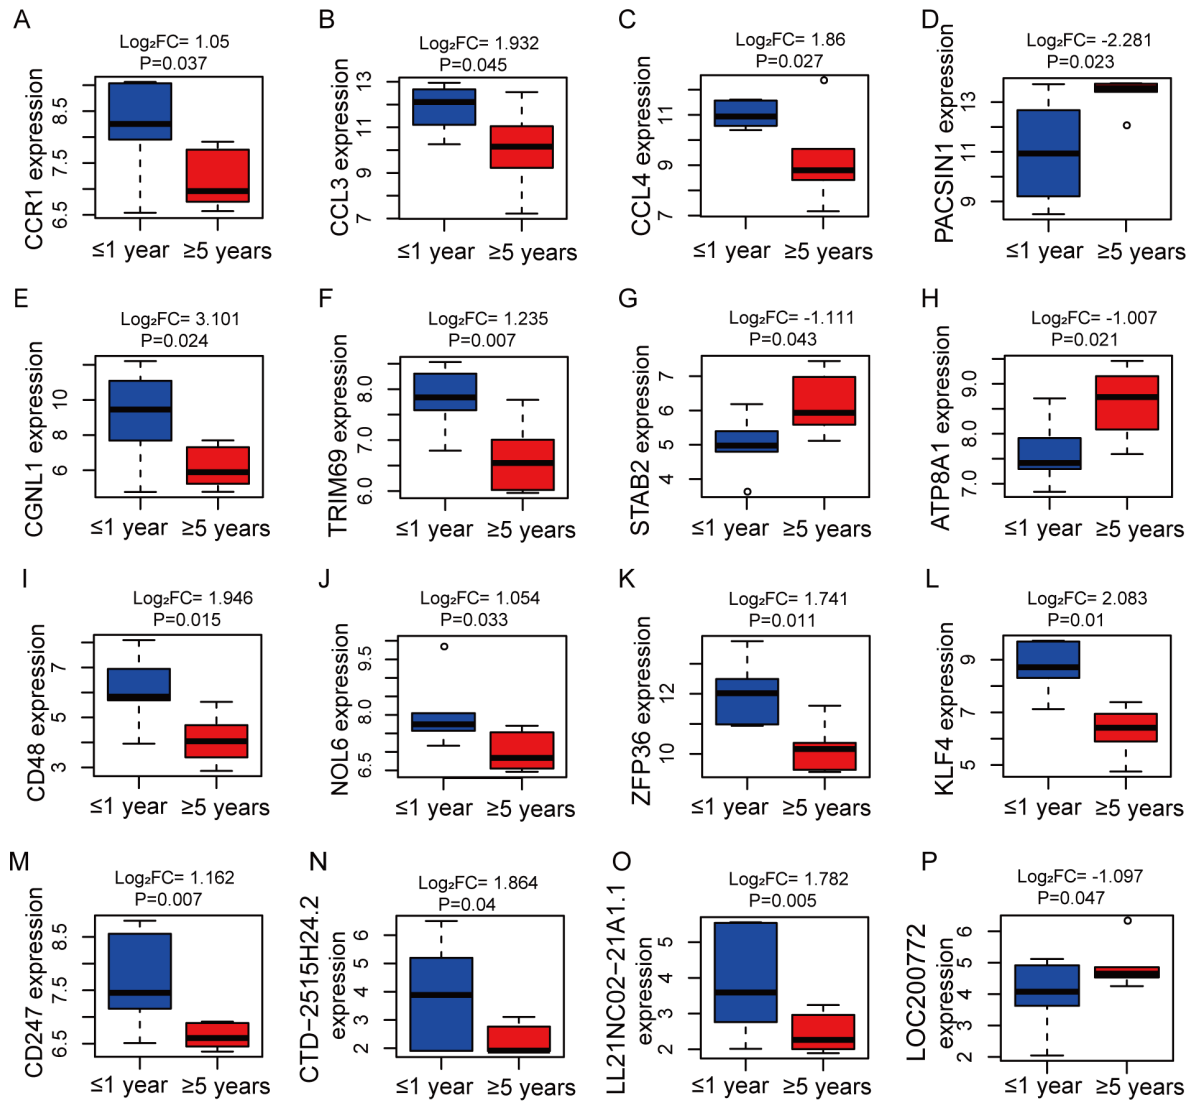 A
Log₂FC= 1.05
P=0.037
CCR1 expression
8.5
7.5
6.5
≤1 year
≥5 years
B
Log₂FC= 1.932
P=0.045
CCL3 expression
13
11
9
7
≤1 year
≥5 years
C
Log₂FC= 1.86
P=0.027
CCL4 expression
11
9
7
≤1 year
≥5 years
D
Log₂FC= -2.281
P=0.023
PACSIN1 expression
13
11
9
≤1 year
≥5 years
E
Log₂FC= 3.101
P=0.024
CGNL1 expression
10
8
6
≤1 year
≥5 years
F
Log₂FC= 1.235
P=0.007
TRIM69 expression
8.0
7.0
6.0
≤1 year
≥5 years
G
Log₂FC= -1.111
P=0.043
STAB2 expression
7
6
5
4
≤1 year
≥5 years
H
Log₂FC= -1.007
P=0.021
ATP8A1 expression
9.0
8.0
7.0
≤1 year
≥5 years
I
Log₂FC= 1.946
P=0.015
CD48 expression
7
5
3
≤1 year
≥5 years
J
Log₂FC= 1.054
P=0.033
NOL6 expression
9.5
8.0
6.5
≤1 year
≥5 years
K
Log₂FC= 1.741
P=0.011
ZFP36 expression
12
10
≤1 year
≥5 years
L
Log₂FC= 2.083
P=0.01
KLF4 expression
9
7
5
≤1 year
≥5 years
M
Log₂FC= 1.162
P=0.007
CD247 expression
8.5
7.5
6.5
≤1 year
≥5 years
N
Log₂FC= 1.864
P=0.04
CTD−2515H24.2
expression
6
5
4
3
2
≤1 year
≥5 years
O
Log₂FC= 1.782
P=0.005
LL21NC02−21A1.1
expression
5
4
3
2
≤1 year
≥5 years
P
Log₂FC= -1.097
P=0.047
LOC200772
expression
6
5
4
3
2
≤1 year
≥5 years